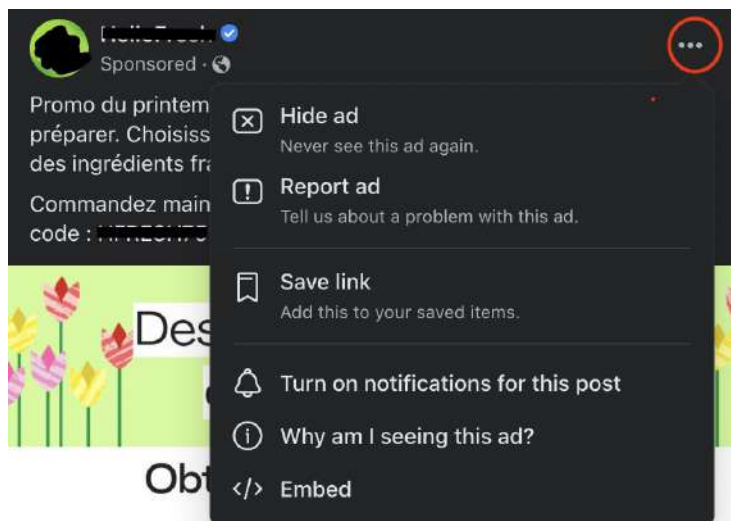 Sponsored ·
Promo du printem
préparer. Choisiss
des ingrédients fra
Commandez main
code :
Hide ad
Never see this ad again.
Report ad
Tell us about a problem with this ad.
Save link
Add this to your saved items.
Turn on notifications for this post
Why am I seeing this ad?
Embed
Des
Obt